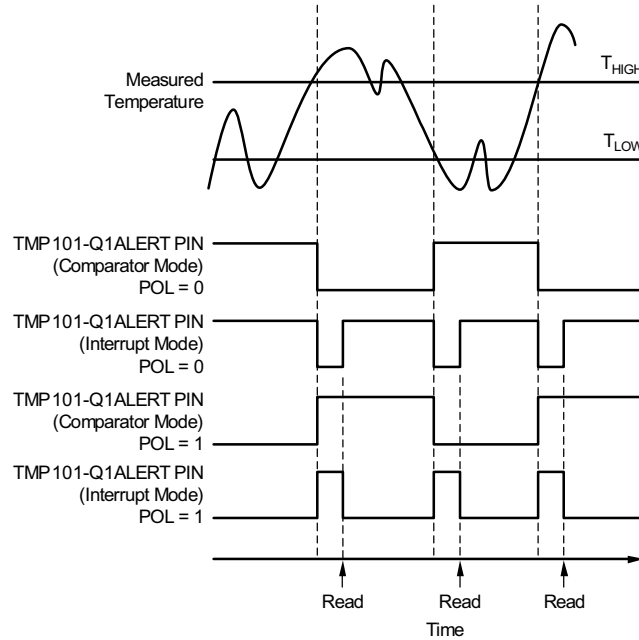 Measured
Temperature
THIGH
TLOW
TMP101-Q1ALERT PIN
(Comparator Mode)
POL = 0
TMP101-Q1ALERT PIN
(Interrupt Mode)
POL = 0
TMP101-Q1ALERT PIN
(Comparator Mode)
POL = 1
TMP101-Q1ALERT PIN
(Interrupt Mode)
POL = 1
Read Read Read
Time